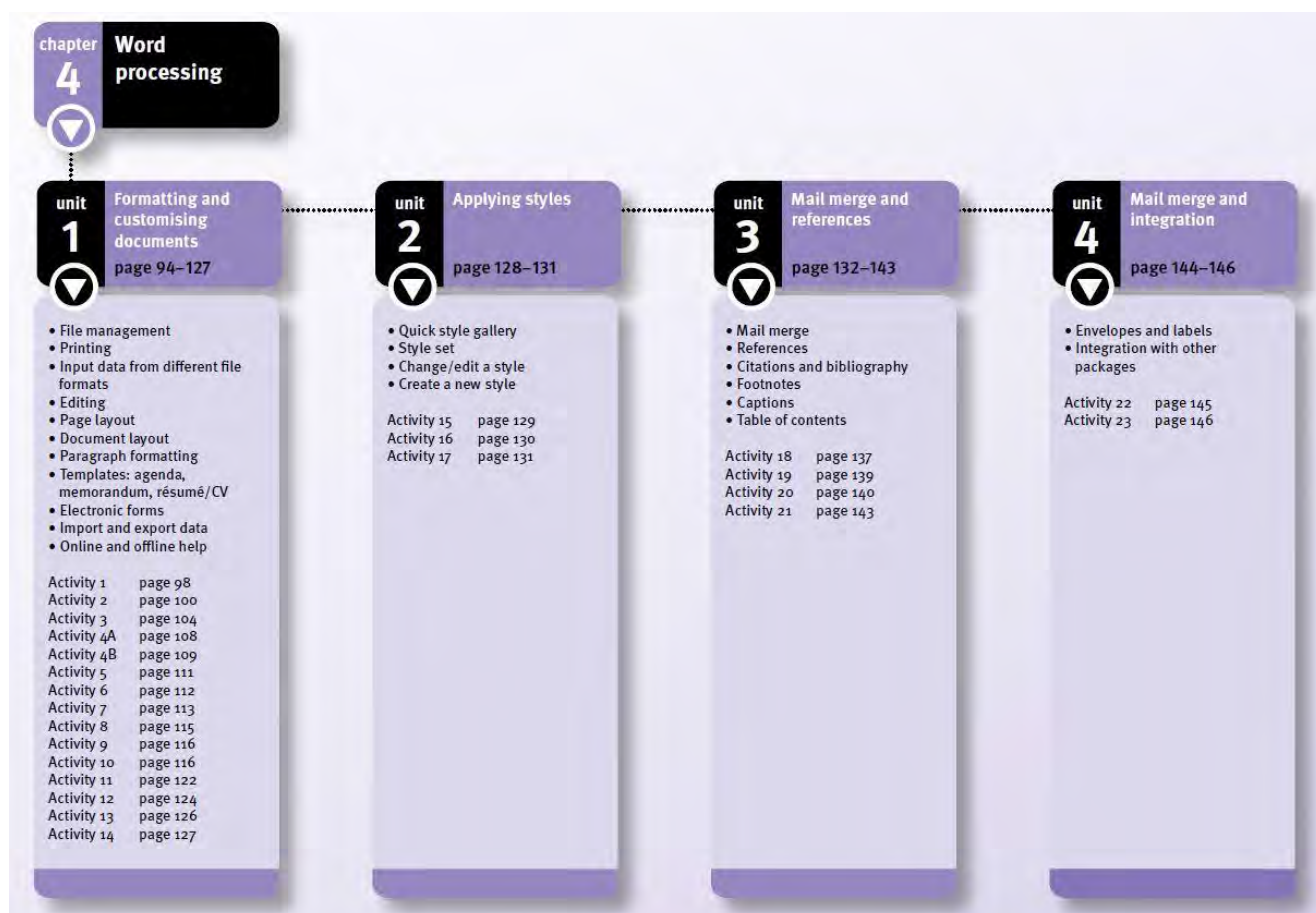 chapter
4
Word
processing
unit
1
Formatting and
customising
documents
page 94–127
• File management
• Printing
• Input data from different file
formats
• Editing
• Page layout
• Document layout
• Paragraph formatting
• Templates: agenda,
memorandum, résumé/CV
• Electronic forms
• Import and export data
• Online and offline help
Activity 1 page 98
Activity 2 page 100
Activity 3 page 104
Activity 4A page 108
Activity 4B page 109
Activity 5 page 111
Activity 6 page 112
Activity 7 page 113
Activity 8 page 115
Activity 9 page 116
Activity 10 page 116
Activity 11 page 122
Activity 12 page 124
Activity 13 page 126
Activity 14 page 127
unit
2
Applying styles
page 128–131
• Quick style gallery
• Style set
• Change/edit a style
• Create a new style
Activity 15 page 129
Activity 16 page 130
Activity 17 page 131
unit
3
Mail merge and
references
page 132–143
• Mail merge
• References
• Citations and bibliography
• Footnotes
• Captions
• Table of contents
Activity 18 page 137
Activity 19 page 139
Activity 20 page 140
Activity 21 page 143
unit
4
Mail merge and
integration
page 144–146
• Envelopes and labels
• Integration with other
packages
Activity 22 page 145
Activity 23 page 146